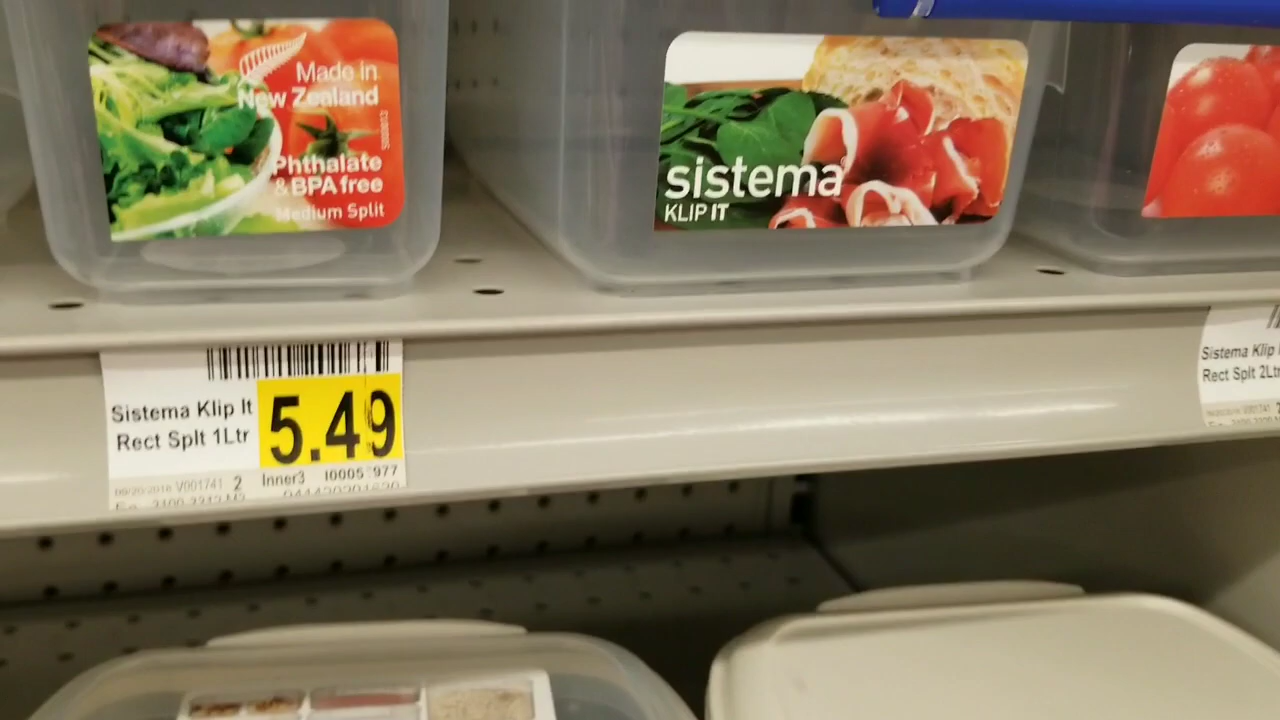 Made in
New Zealand
Phthalate
& BPA free
Medium Split
sistema
KLIP IT
Sistema Klip It
Rect Splt 1Ltr
5.49
V001741 2 Inner3
Sistema Klip
Rect Splt 2Ltr